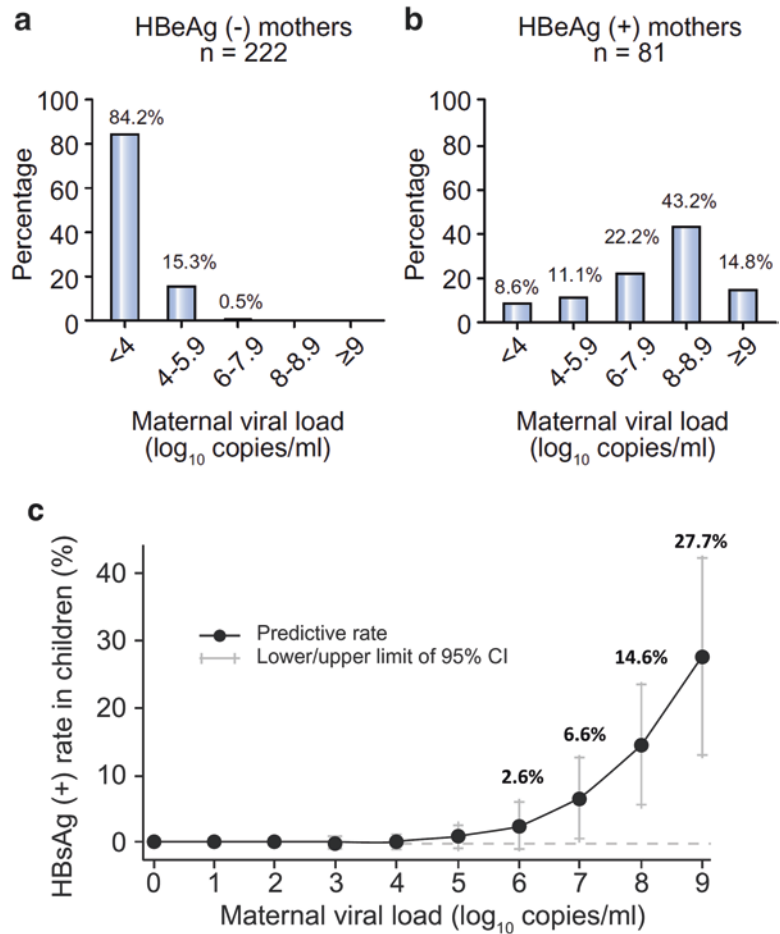 a
HBeAg (-) mothers
n = 222
Percentage
100
80
60
40
20
0
84.2%
15.3%
0.5%
<4
4-5.9
6-7.9
8-8.9
≥9
Maternal viral load
(log₁₀ copies/ml)
b
HBeAg (+) mothers
n = 81
Percentage
100
80
60
40
20
0
8.6%
11.1%
22.2%
43.2%
14.8%
<4
4-5.9
6-7.9
8-8.9
≥9
Maternal viral load
(log₁₀ copies/ml)
c
HBsAg (+) rate in children (%)
40
30
20
10
0
Predictive rate
Lower/upper limit of 95% CI
2.6%
6.6%
14.6%
27.7%
0 1 2 3 4 5 6 7 8 9
Maternal viral load (log₁₀ copies/ml)